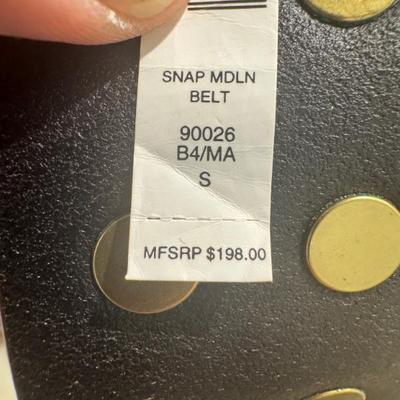 SNAP MDLN
BELT
90026
B4/MA
S
MFSRP $198.00